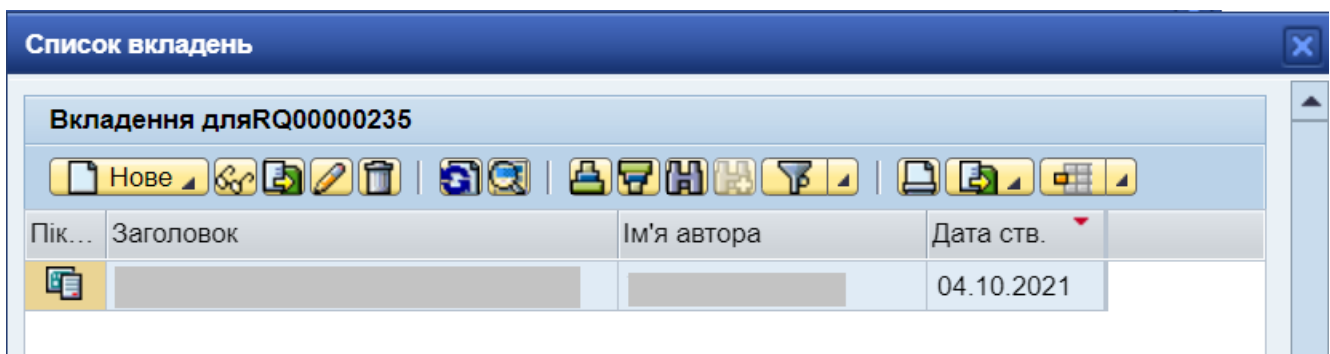 Список вкладень
Вкладення дляRQ00000235
Нове
Пік... Заголовок Ім'я автора Дата ств.
04.10.2021